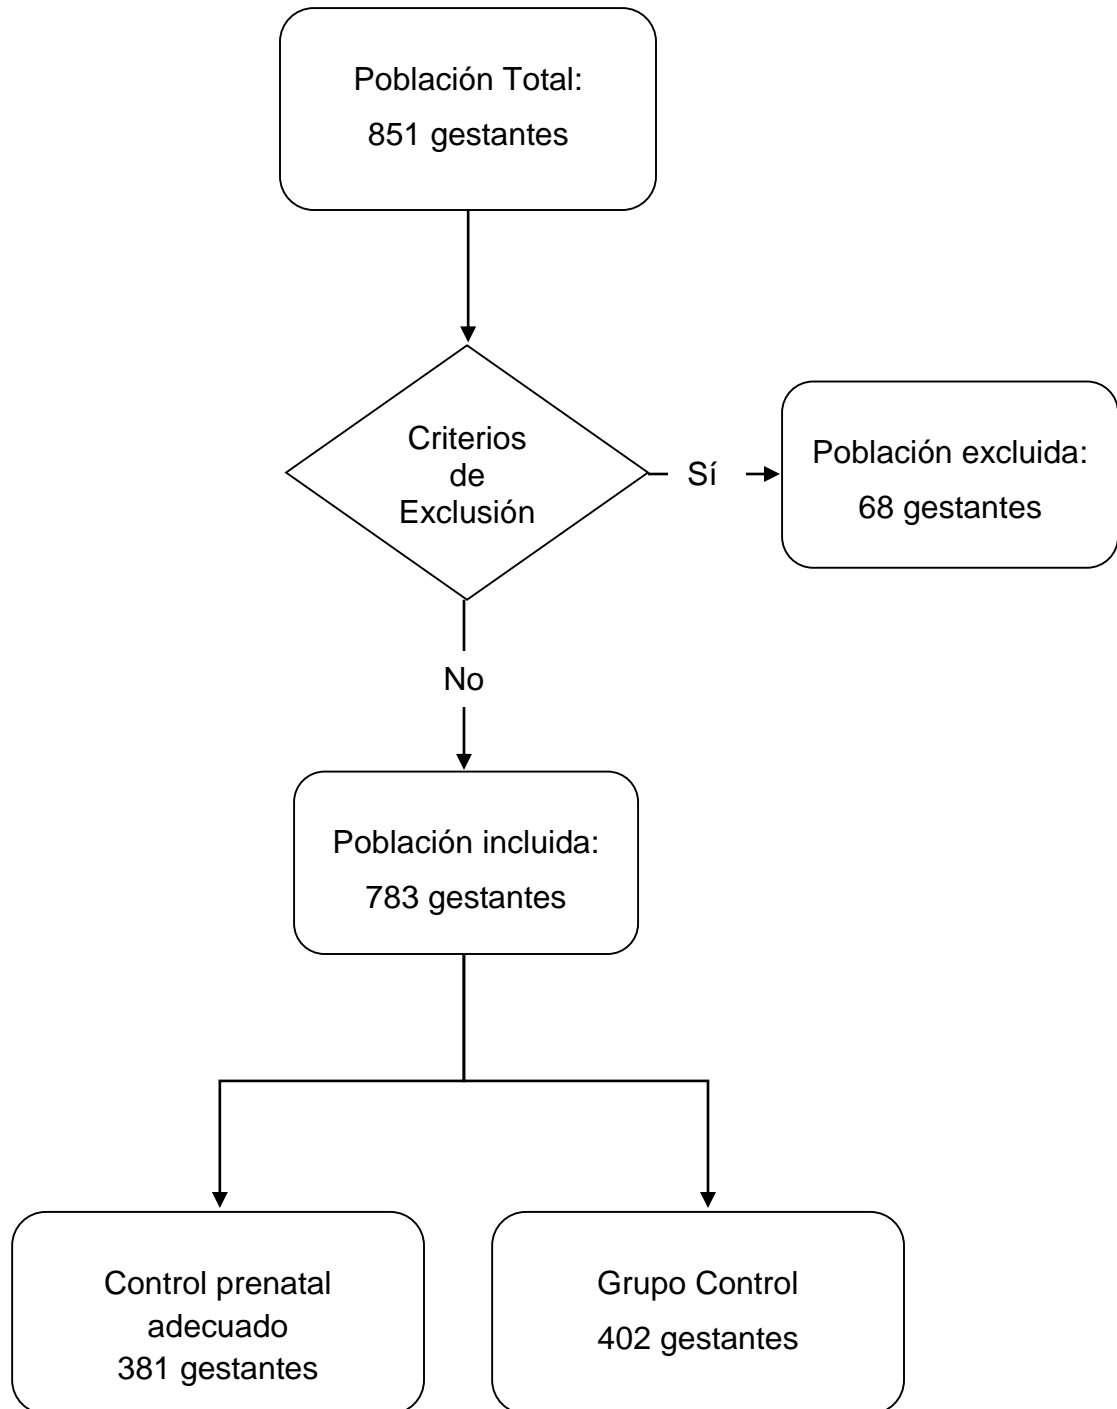 Población Total:
851 gestantes
Criterios
de
Exclusión
Sí
Población excluida:
68 gestantes
No
Población incluida:
783 gestantes
Control prenatal
adecuado
381 gestantes
Grupo Control
402 gestantes